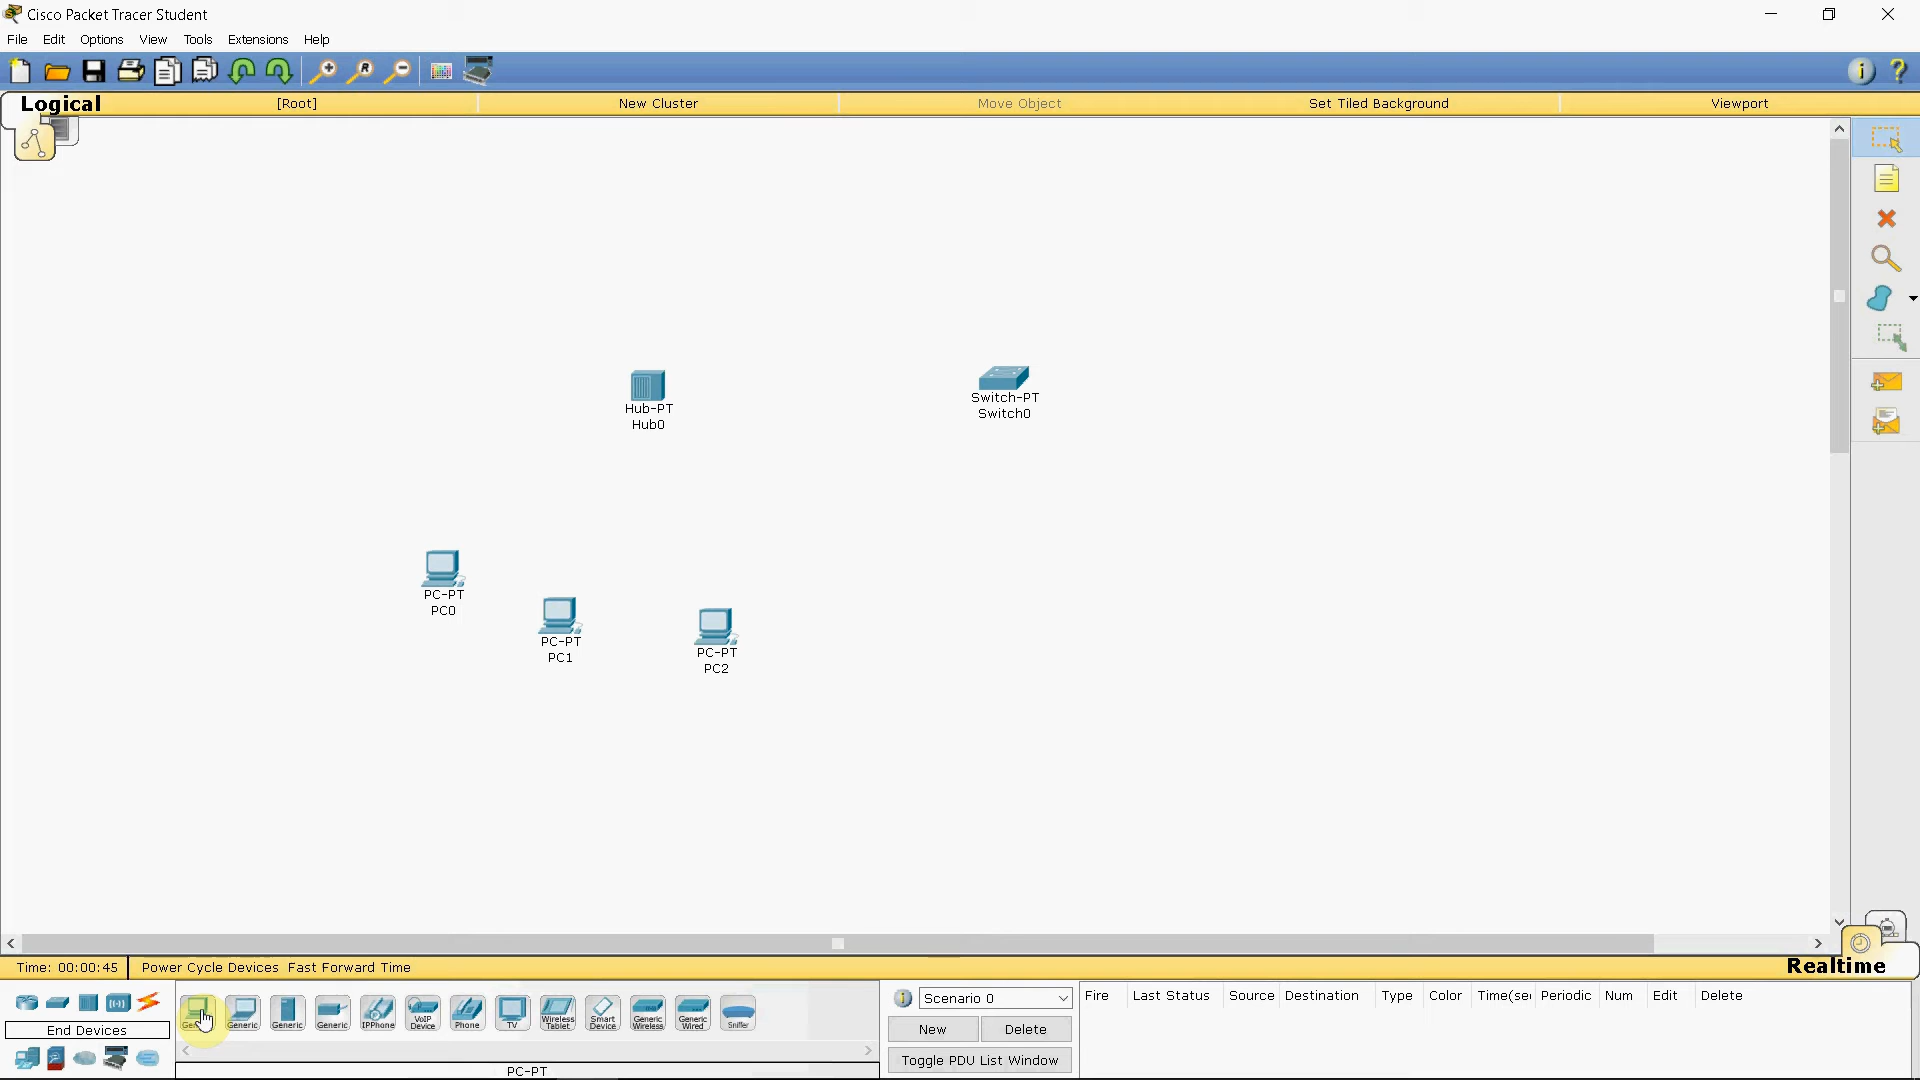 Cisco Packet Tracer Student
File Edit Options View Tools Extensions Help
R i ?
Logical [Root] New Cluster Move Object Set Tiled Background Viewport
Hub-PT
Hub0
Switch-PT
Switch0
PC-PT
PC0
PC-PT
PC1
PC-PT
PC2
Time: 00:00:45 Power Cycle Devices Fast Forward Time Realtime
End Devices
Generic Generic Generic IPPhone VoIP Device Phone TV Wireless Tablet Smart Device Generic Wireless Generic Wired Sniffer
PC-PT
Scenario 0
New Delete
Toggle PDU List Window
Fire Last Status Source Destination Type Color Time(se Periodic Num Edit Delete